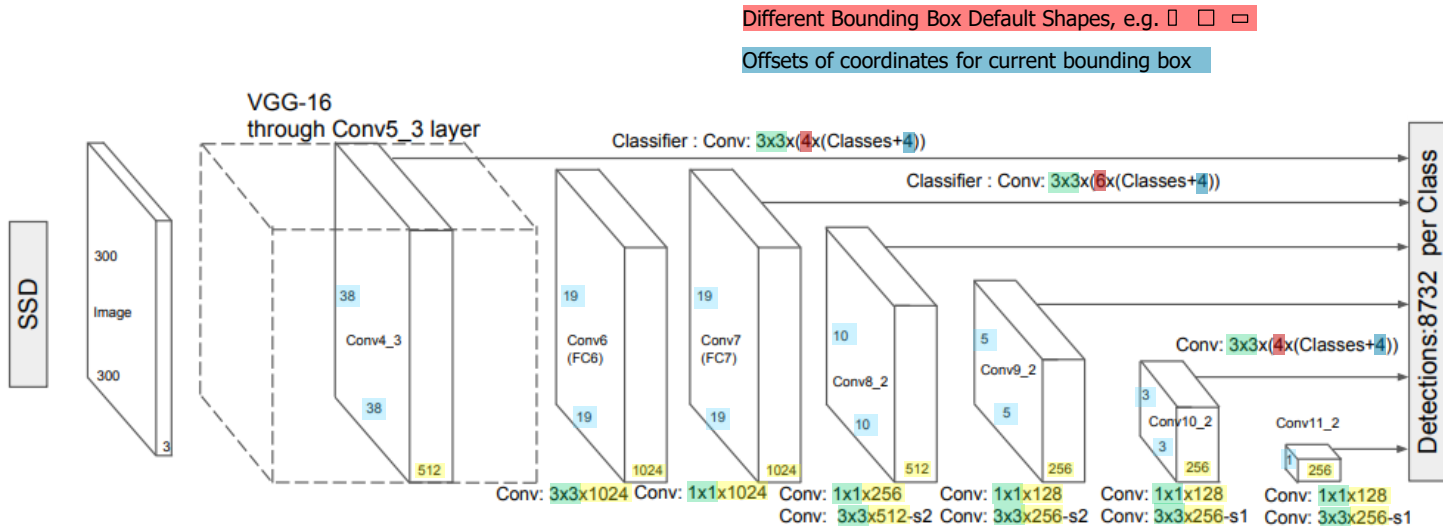 Different Bounding Box Default Shapes, e.g. ▯ □ ▭
Offsets of coordinates for current bounding box
VGG-16
through Conv5_3 layer
Classifier : Conv: 3x3x(4x(Classes+4))
Classifier : Conv: 3x3x(6x(Classes+4))
SSD
300
Image
300
3
38
Conv4_3
38
512
19
Conv6
(FC6)
19
1024
19
Conv7
(FC7)
19
1024
10
Conv8_2
10
512
5
Conv9_2
5
256
Conv: 3x3x(4x(Classes+4))
3
Conv10_2
3
256
Conv11_2
1
256
Detections:8732 per Class
Conv: 3x3x1024
Conv: 1x1x1024
Conv: 1x1x256
Conv: 3x3x512-s2
Conv: 1x1x128
Conv: 3x3x256-s2
Conv: 1x1x128
Conv: 3x3x256-s1
Conv: 1x1x128
Conv: 3x3x256-s1